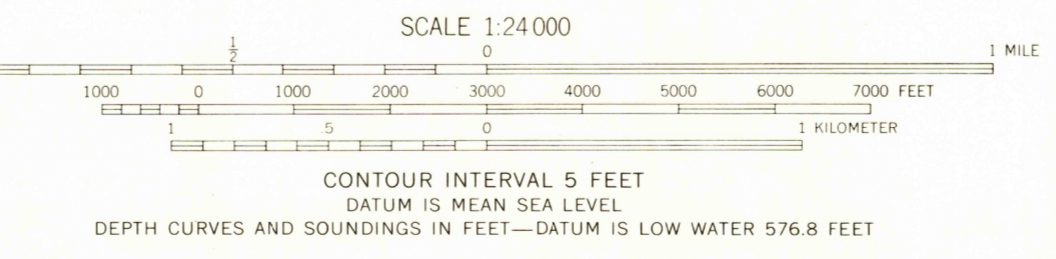 SCALE 1:24 000
1/2 0 1 MILE
1000 0 1000 2000 3000 4000 5000 6000 7000 FEET
1 .5 0 1 KILOMETER
CONTOUR INTERVAL 5 FEET
DATUM IS MEAN SEA LEVEL
DEPTH CURVES AND SOUNDINGS IN FEET—DATUM IS LOW WATER 576.8 FEET